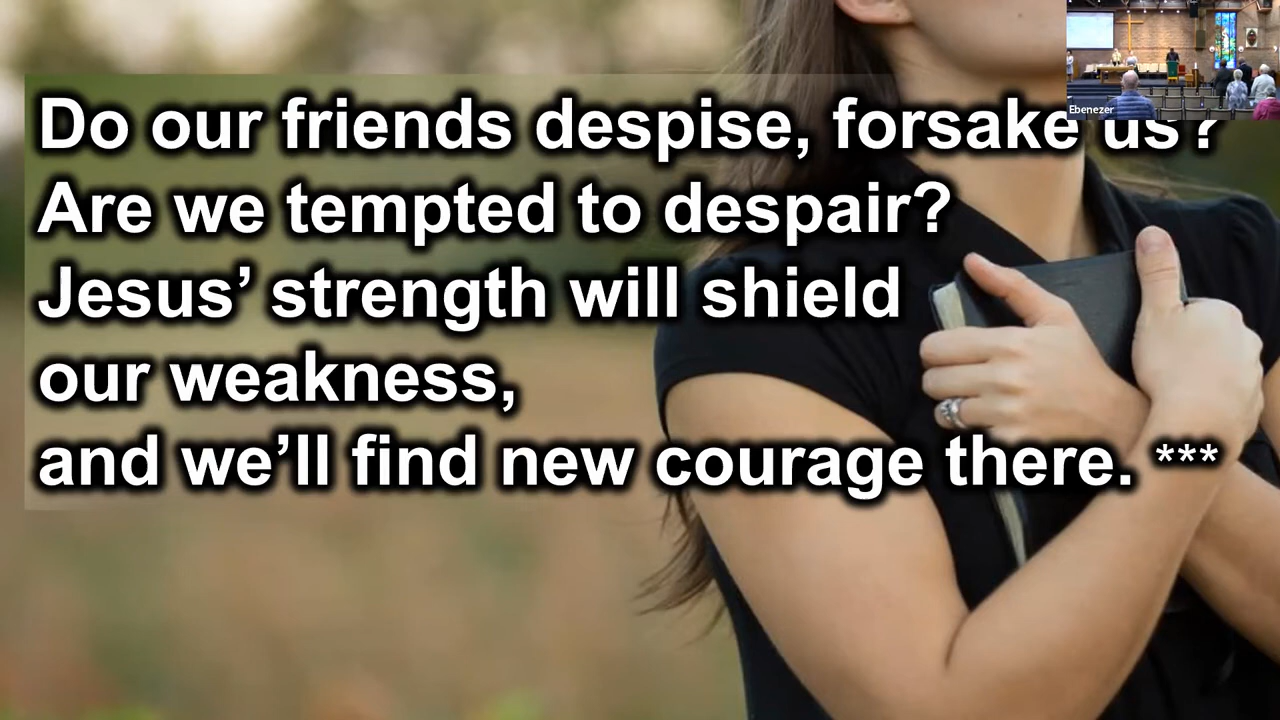 Do our friends despise, forsake us?
Are we tempted to despair?
Jesus’ strength will shield
our weakness,
and we’ll find new courage there. ***
Ebenezer